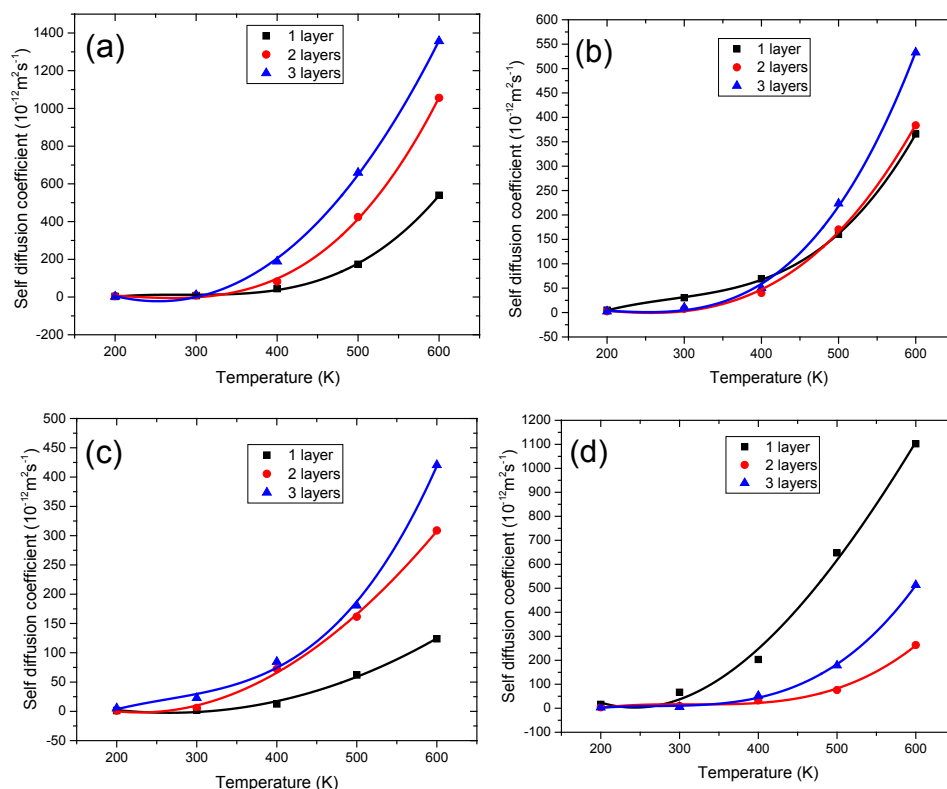 (a)
1 layer
2 layers
3 layers
Self diffusion coefficient (10⁻¹²m²s⁻¹)
1400
1200
1000
800
600
400
200
0
-200
200 300 400 500 600
Temperature (K)
(b)
1 layer
2 layers
3 layers
Self diffusion coefficient (10⁻¹²m²s⁻¹)
600
550
500
450
400
350
300
250
200
150
100
50
0
50
200 300 400 500 600
Temperature (K)
(c)
1 layer
2 layers
3 layers
Self diffusion coefficient (10⁻¹²m²s⁻¹)
500
450
400
350
300
250
200
150
100
50
0
-50
200 300 400 500 600
Temperature (K)
(d)
1 layer
2 layers
3 layers
Self diffusion coefficient (10⁻¹²m²s⁻¹)
1200
1100
1000
900
800
700
600
500
400
300
200
100
0
-100
200 300 400 500 600
Temperature (K)